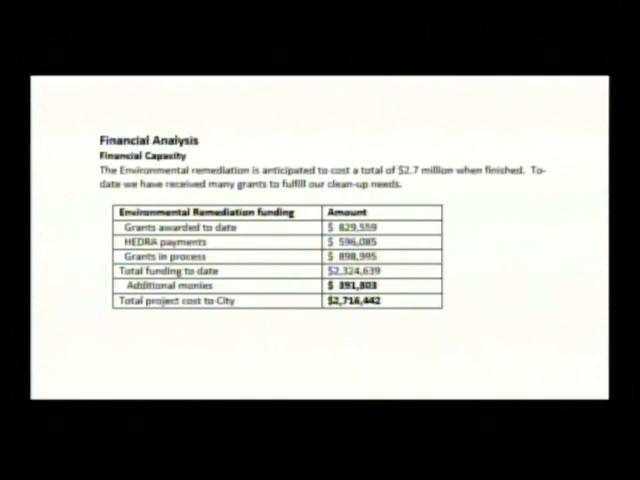 Financial Analysis
Financial Capacity
The Environmental remediation is anticipated to cost a total of $2.7 million when finished. To-
date we have received many grants to fulfill our clean-up needs.
Environmental Remediation funding Amount
Grants awarded to date $ 829,559
HEDRA payments $ 596,085
Grants in process $ 898,995
Total funding to date $2,324,639
Additional monies $ 391,803
Total project cost to City $2,716,442